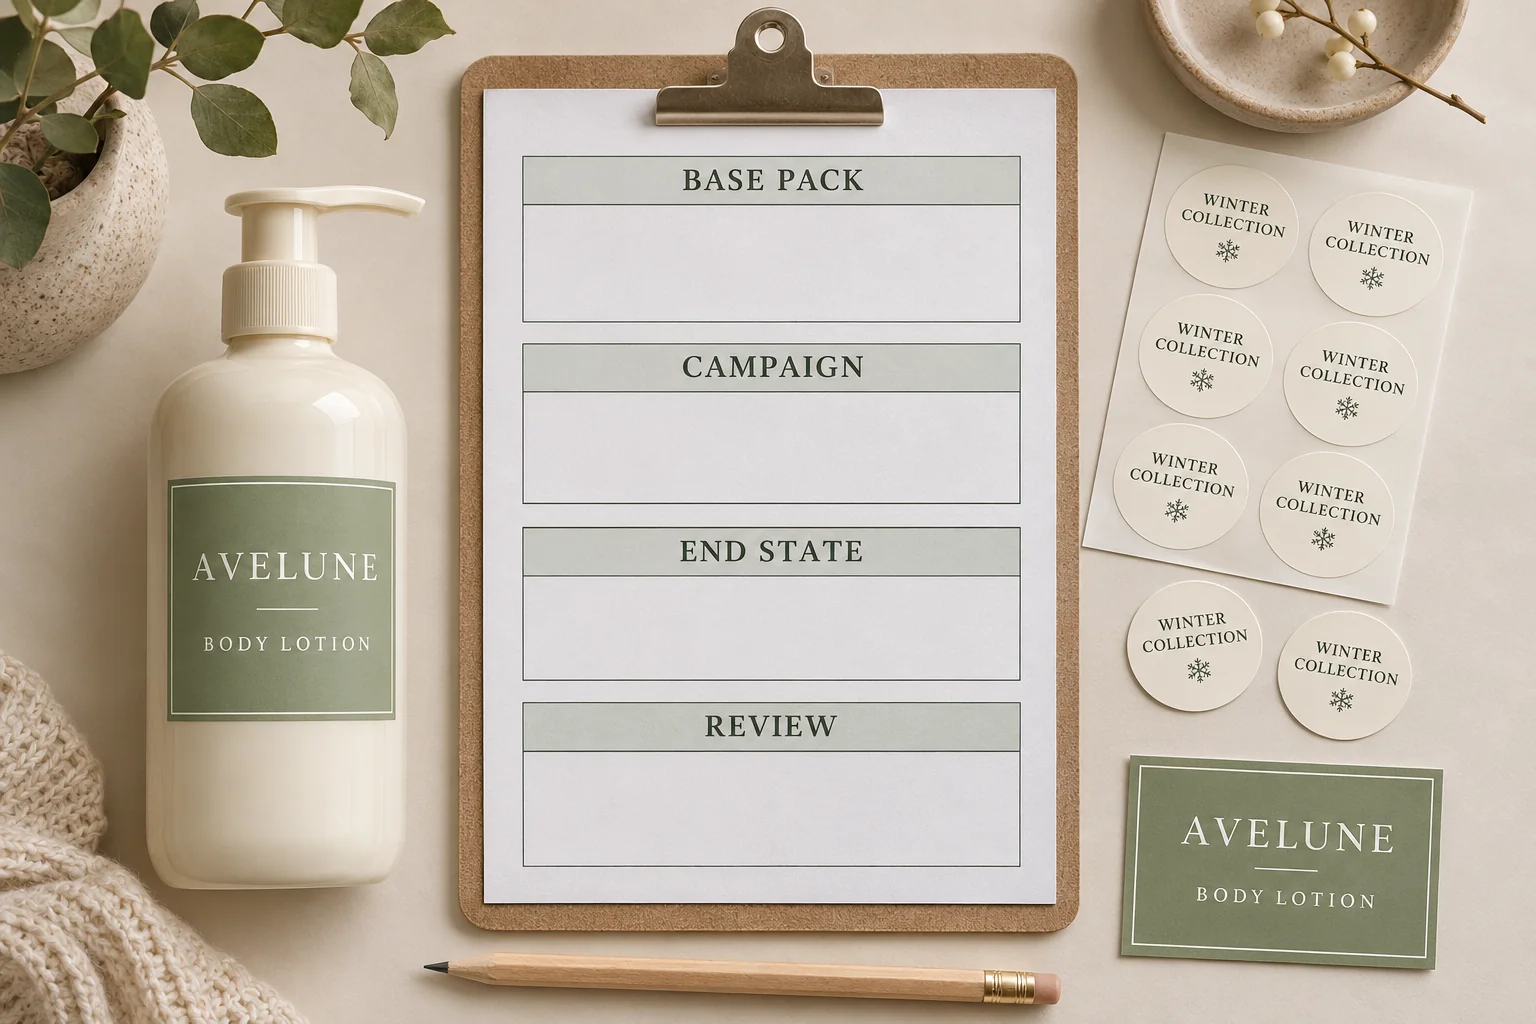 AVELUNE
BODY LOTION
BASE PACK
CAMPAIGN
END STATE
REVIEW
WINTER
COLLECTION
WINTER
COLLECTION
WINTER
COLLECTION
WINTER
COLLECTION
WINTER
COLLECTION
WINTER
COLLECTION
WINTER
COLLECTION
WINTER
COLLECTION
AVELUNE
BODY LOTION